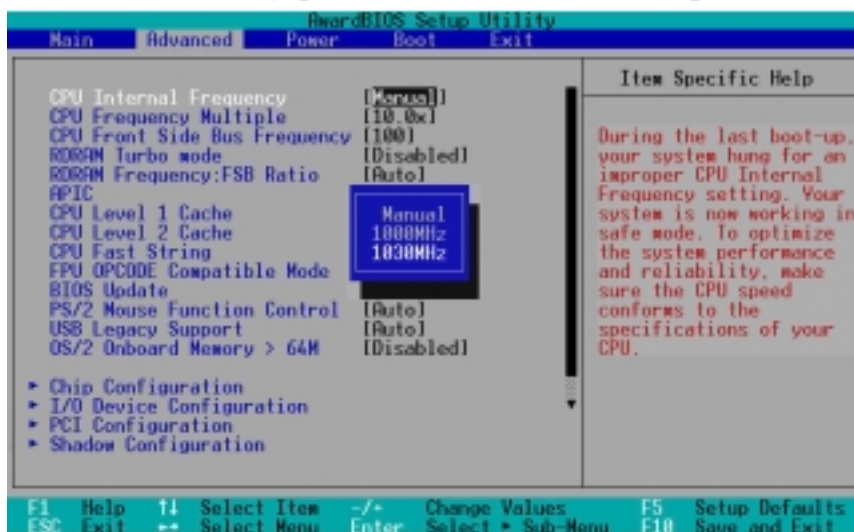 AwardBIOS Setup Utility
Main Advanced Power Boot Exit
Item Specific Help
CPU Internal Frequency [Manual]
CPU Frequency Multiple [10.0x]
CPU Front Side Bus Frequency [100]
RDRAM Turbo mode [Disabled]
RDRAM Frequency:FSB Ratio [Auto]
APIC
CPU Level 1 Cache
CPU Level 2 Cache
CPU Fast String
FPU OPCODE Compatible Mode
BIOS Update
PS/2 Mouse Function Control [Auto]
USB Legacy Support [Auto]
OS/2 Onboard Memory > 64M [Disabled]
Manual
1000MHz
1030MHz
▸ Chip Configuration
▸ I/O Device Configuration
▸ PCI Configuration
▸ Shadow Configuration
During the last boot-up,
your system hung for an
improper CPU Internal
Frequency setting. Your
system is now working in
safe mode. To optimize
the system performance
and reliability, make
sure the CPU speed
conforms to the
specifications of your
CPU.
F1 Help ↑↓ Select Item -/+ Change Values F5 Setup Defaults
ESC Exit ←→ Select Menu Enter Select ▸ Sub-Menu F10 Save and Exit